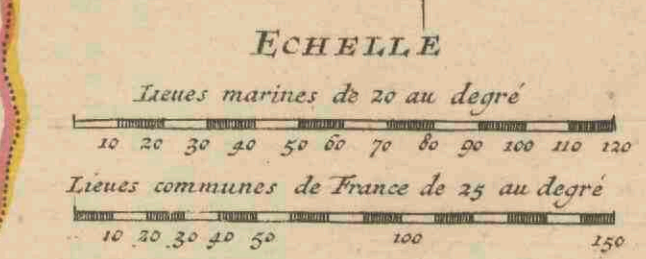 ECHELLE
Lieues marines de 20 au degré
10 20 30 40 50 60 70 80 90 100 110 120
Lieues communes de France de 25 au degré
10 20 30 40 50 100 150